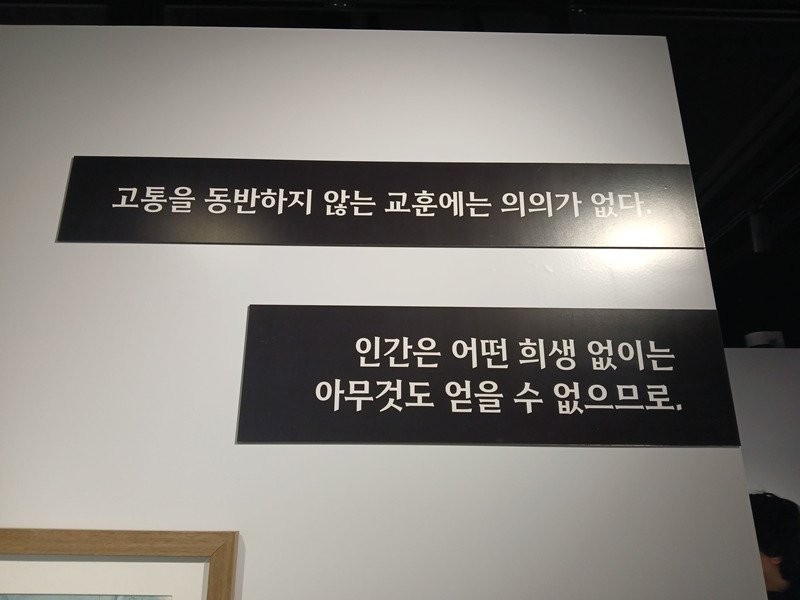 고통을 동반하지 않는 교훈에는 의의가 없다.
인간은 어떤 희생 없이는
아무것도 얻을 수 없으므로.